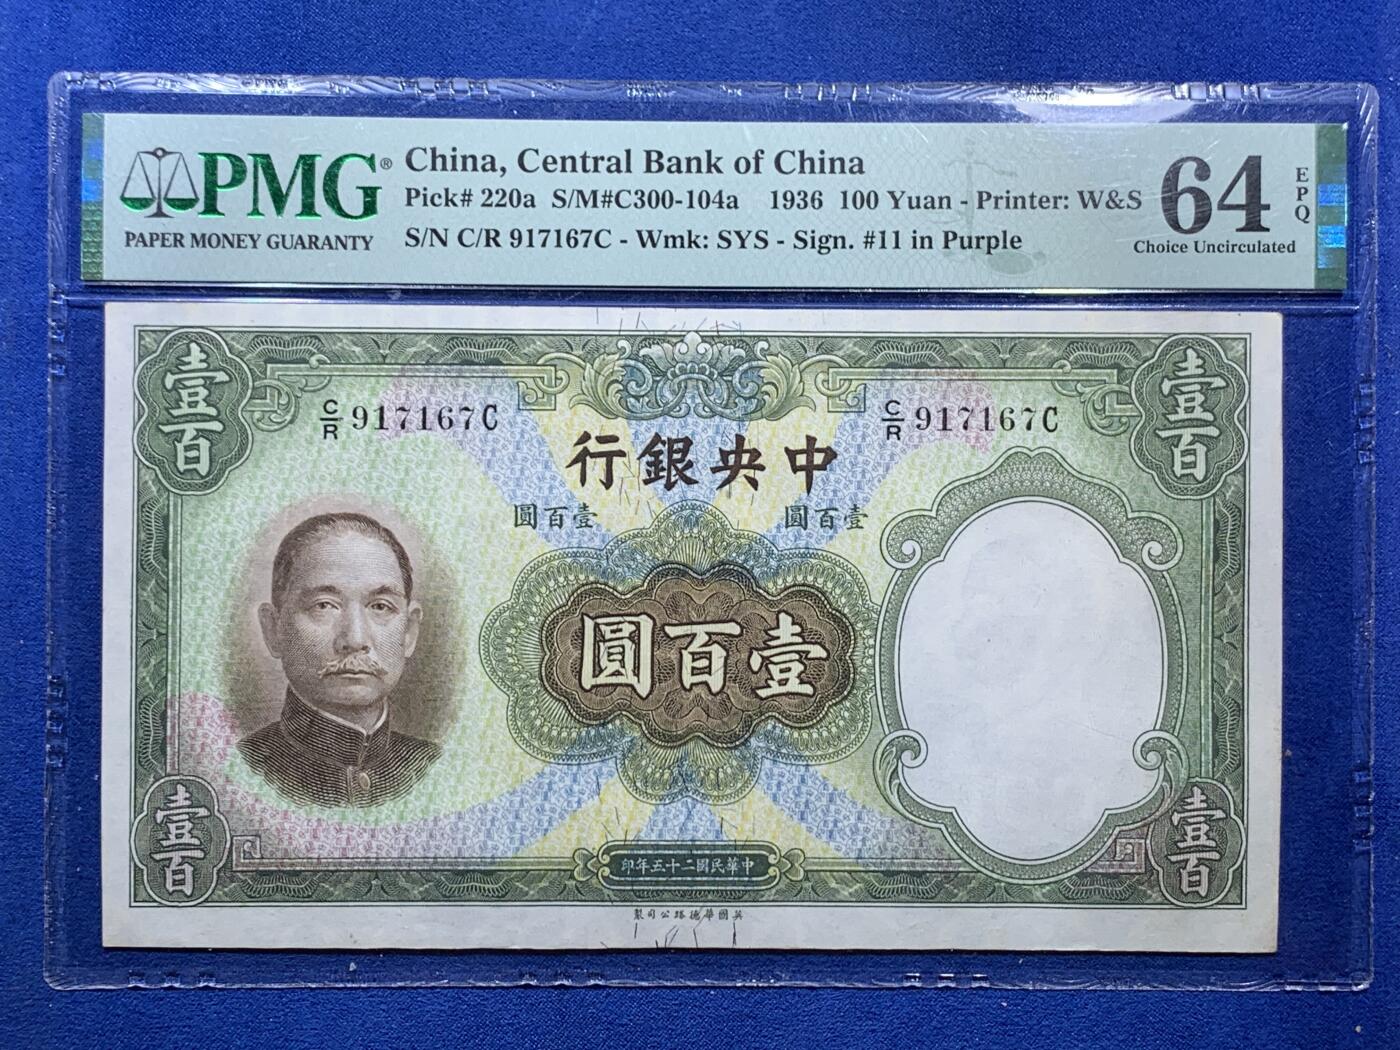 PMG®
PAPER MONEY GUARANTY
China, Central Bank of China
Pick# 220a S/M#C300-104a 1936 100 Yuan - Printer: W&S
S/N C/R 917167C - Wmk: SYS - Sign. #11 in Purple
64
EPQ
Choice Uncirculated
壹百
壹百
C/R 917167C
C/R 917167C
行銀央中
圓百壹
圓百壹
圓百壹
壹百
壹百
印年五十二國民華中
製司公路德華國英